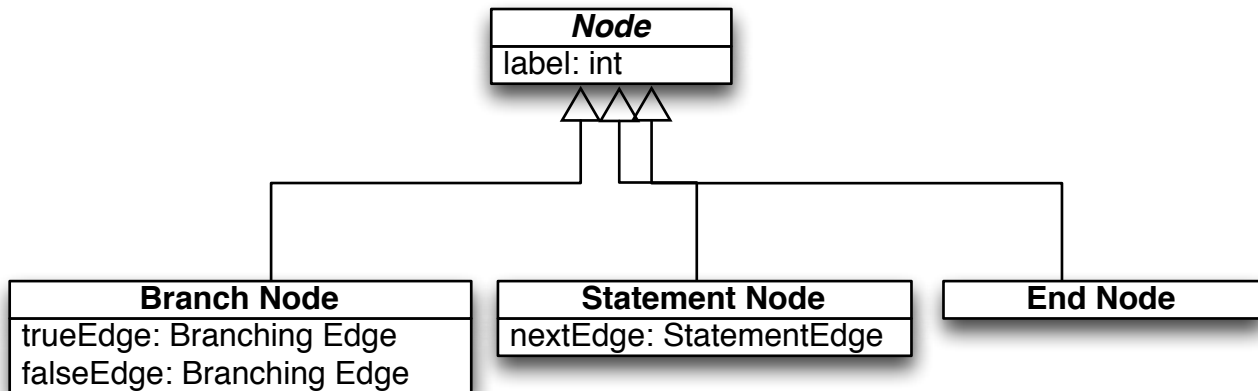 Node
label: int
Branch Node
trueEdge: Branching Edge
falseEdge: Branching Edge
Statement Node
nextEdge: StatementEdge
End Node